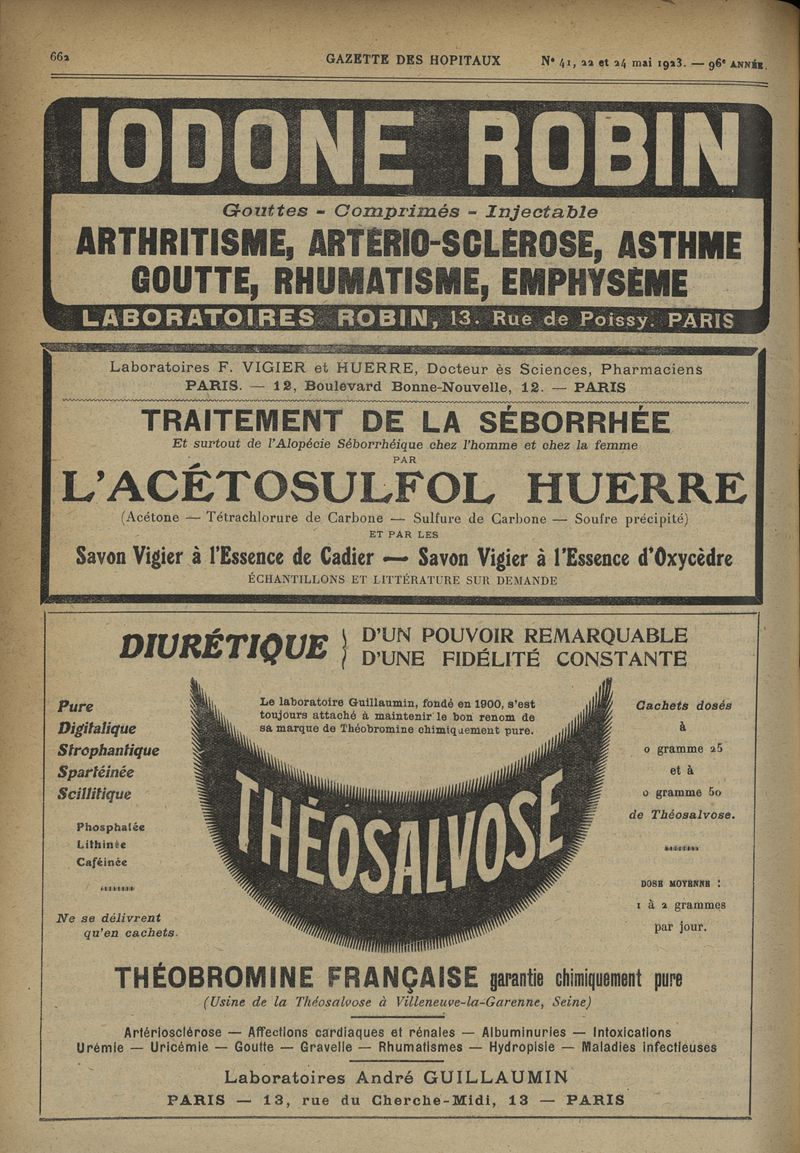 662
GAZETTE DES HOPITAUX
N° 41, 22 et 24 mai 1923. — 96e ANNÉE.
IODONE ROBIN
Gouttes - Comprimés - Injectable
ARTHRITISME, ARTÉRIO-SCLÉROSE, ASTHME
GOUTTE, RHUMATISME, EMPHYSÈME
LABORATOIRES ROBIN, 13. Rue de Poissy. PARIS
Laboratoires F. VIGIER et HUERRE, Docteur ès Sciences, Pharmaciens
PARIS. — 12, Boulevard Bonne-Nouvelle, 12. — PARIS
TRAITEMENT DE LA SÉBORRHÉE
Et surtout de l'Alopécie Séborrhéique chez l'homme et chez la femme
PAR
L'ACÉTOSULFOL HUERRE
(Acétone — Tétrachlorure de Carbone — Sulfure de Carbone — Soufre précipité)
ET PAR LES
Savon Vigier à l'Essence de Cadier — Savon Vigier à l'Essence d'Oxycèdre
ÉCHANTILLONS ET LITTÉRATURE SUR DEMANDE
DIURÉTIQUE
D'UN POUVOIR REMARQUABLE
D'UNE FIDÉLITÉ CONSTANTE
Le laboratoire Guillaumin, fondé en 1900, s'est
toujours attaché à maintenir le bon renom de
sa marque de Théobromine chimiquement pure.
Pure
Digitalique
Strophantique
Spartéinée
Scillitique
Phosphatée
Lithinée
Caféinée
Ne se délivrent
qu'en cachets.
THÉOSALVOSE
Cachets dosés
à
0 gramme 25
et à
0 gramme 50
de Théosalvose.
DOSE MOYENNE :
1 à 2 grammes
par jour.
THÉOBROMINE FRANÇAISE garantie chimiquement pure
(Usine de la Théosalvose à Villeneuve-la-Garenne, Seine)
Artériosclérose — Affections cardiaques et rénales — Albuminuries — Intoxications
Urémie — Uricémie — Goutte — Gravelle — Rhumatismes — Hydropisie — Maladies infectieuses
Laboratoires André GUILLAUMIN
PARIS — 13, rue du Cherche-Midi, 13 — PARIS